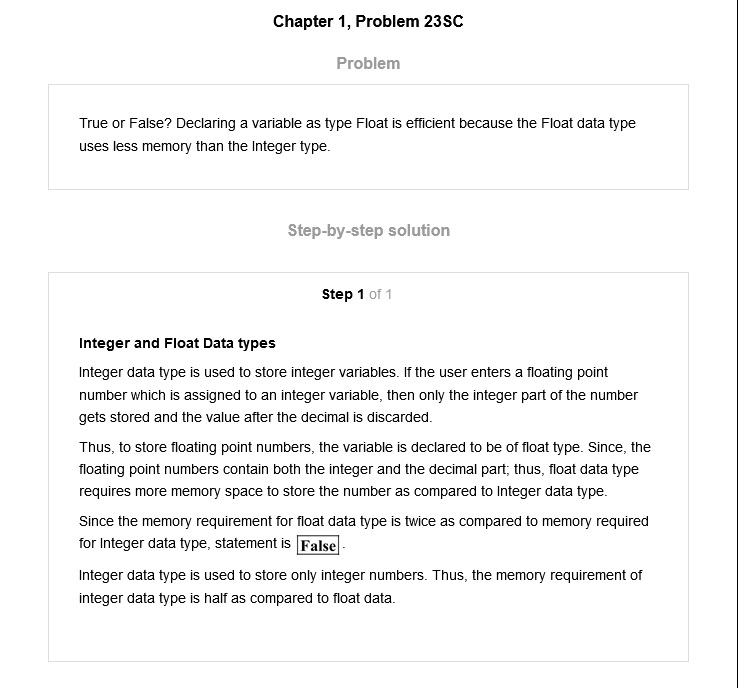 Chapter 1, Problem 23SC
Problem
True or False? Declaring a variable as type Float is efficient because the Float data type
uses less memory than the Integer type.
Step-by-step solution
Step 1 of 1
Integer and Float Data types
Integer data type is used to store integer variables. If the user enters a floating point
number which is assigned to an integer variable, then only the integer part of the number
gets stored and the value after the decimal is discarded.
Thus, to store floating point numbers, the variable is declared to be of float type. Since, the
floating point numbers contain both the integer and the decimal part; thus, float data type
requires more memory space to store the number as compared to Integer data type.
Since the memory requirement for float data type is twice as compared to memory required
for Integer data type, statement is False .
Integer data type is used to store only integer numbers. Thus, the memory requirement of
integer data type is half as compared to float data.